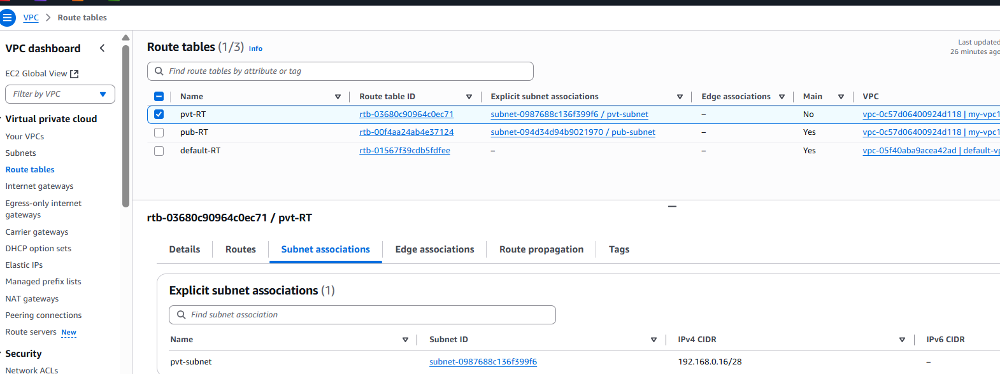 VPC > Route tables
VPC dashboard
EC2 Global View
Filter by VPC
Virtual private cloud
Your VPCs
Subnets
Route tables
Internet gateways
Egress-only internet
gateways
Carrier gateways
DHCP option sets
Elastic IPs
Managed prefix lists
NAT gateways
Peering connections
Route servers New
Security
Network ACLs
Route tables (1/3) Info
Last updated
26 minutes ago
Find route tables by attribute or tag
Name Route table ID Explicit subnet associations Edge associations Main VPC
pvt-RT rtb-03680c90964c0ec71 subnet-0987688c136f399f6 / pvt-subnet – No vpc-0c57d06400924d118 | my-vpc1
pub-RT rtb-00f4aa24ab4e37124 subnet-094d34d94b9021970 / pub-subnet – Yes vpc-0c57d06400924d118 | my-vpc1
default-RT rtb-01567f39cdb5fdfee – – Yes vpc-05f40aba9acea42ad | default-vp
rtb-03680c90964c0ec71 / pvt-RT
Details Routes Subnet associations Edge associations Route propagation Tags
Explicit subnet associations (1)
Find subnet association
Name Subnet ID IPv4 CIDR IPv6 CIDR
pvt-subnet subnet-0987688c136f399f6 192.168.0.16/28 –